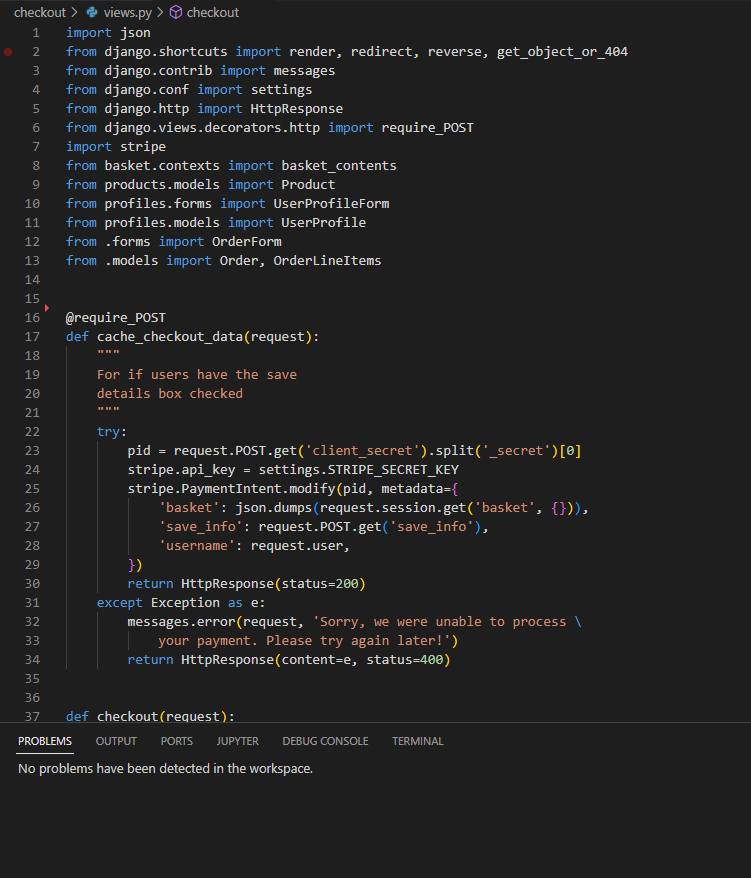 checkout > views.py > checkout
1 import json
2 from django.shortcuts import render, redirect, reverse, get_object_or_404
3 from django.contrib import messages
4 from django.conf import settings
5 from django.http import HttpResponse
6 from django.views.decorators.http import require_POST
7 import stripe
8 from basket.contexts import basket_contents
9 from products.models import Product
10 from profiles.forms import UserProfileForm
11 from profiles.models import UserProfile
12 from .forms import OrderForm
13 from .models import Order, OrderLineItems
14
15
16 @require_POST
17 def cache_checkout_data(request):
18     """
19     For if users have the save
20     details box checked
21     """
22     try:
23         pid = request.POST.get('client_secret').split('_secret')[0]
24         stripe.api_key = settings.STRIPE_SECRET_KEY
25         stripe.PaymentIntent.modify(pid, metadata={
26             'basket': json.dumps(request.session.get('basket', {})),
27             'save_info': request.POST.get('save_info'),
28             'username': request.user,
29         })
30         return HttpResponse(status=200)
31     except Exception as e:
32         messages.error(request, 'Sorry, we were unable to process \
33             your payment. Please try again later!')
34         return HttpResponse(content=e, status=400)
35
36
37 def checkout(request):
PROBLEMS OUTPUT PORTS JUPYTER DEBUG CONSOLE TERMINAL
No problems have been detected in the workspace.